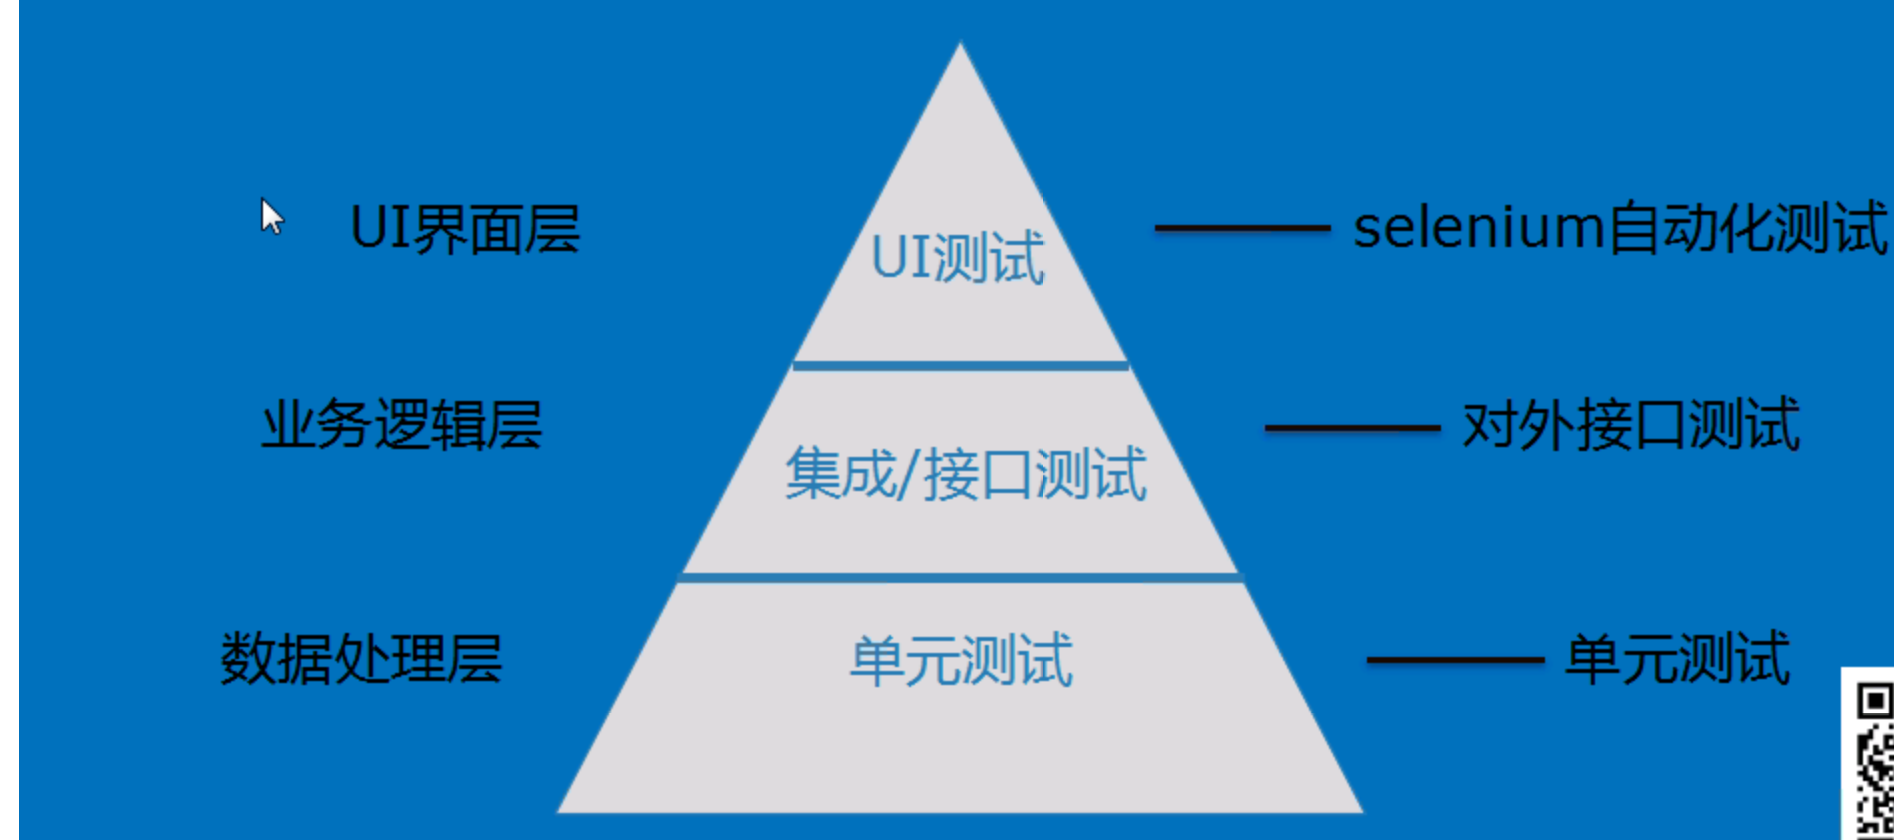 UI界面层
UI测试
selenium自动化测试
业务逻辑层
集成/接口测试
对外接口测试
数据处理层
单元测试
单元测试